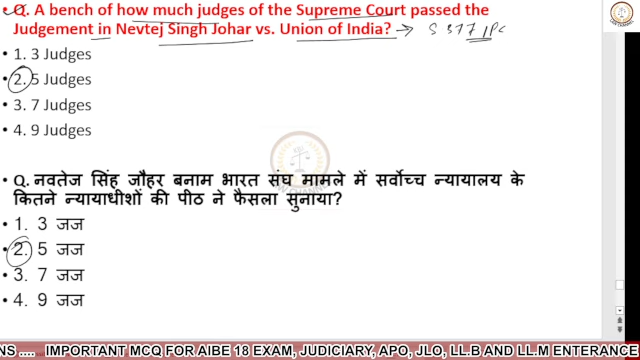 • Q. A bench of how much judges of the Supreme Court passed the
Judgement in Nevtej Singh Johar vs. Union of India? → S 377 IPC
• 1. 3 Judges
• 2. 5 Judges
• 3. 7 Judges
• 4. 9 Judges
• Q. नवतेज सिंह जौहर बनाम भारत संघ मामले में सर्वोच्च न्यायालय के
कितने न्यायाधीशों की पीठ ने फैसला सुनाया?
• 1. 3 जज
• 2. 5 जज
• 3. 7 जज
• 4. 9 जज
NS .... IMPORTANT MCQ FOR AIBE 18 EXAM, JUDICIARY, APO, JLO, LL.B AND LL.M ENTERANCE